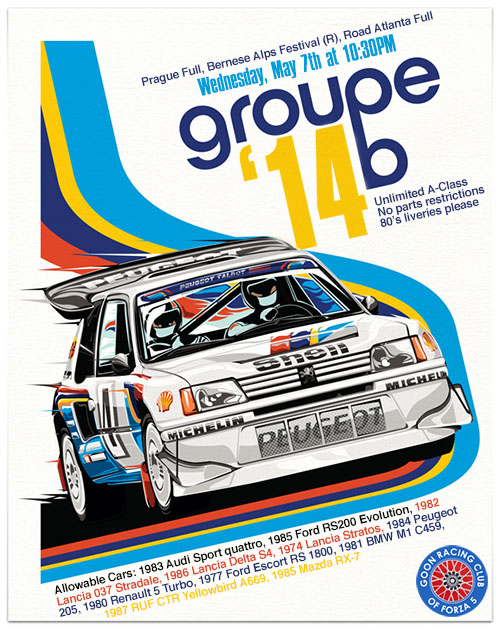 Prague Full, Bernese Alps Festival (R), Road Atlanta Full
Wednesday, May 7th at 10:30PM
groupe
'14b
Unlimited A-Class
No parts restrictions
80's liveries please
PEUGEOT TALBOT
Shell
MICHELIN
MICHELIN
PEUGEOT
Allowable Cars: 1983 Audi Sport quattro, 1985 Ford RS200 Evolution, 1982
Lancia 037 Stradale, 1986 Lancia Delta S4, 1974 Lancia Stratos, 1984 Peugeot
205, 1980 Renault 5 Turbo, 1977 Ford Escort RS 1800, 1981 BMW M1 C459,
1987 RUF CTR Yellowbird A669, 1985 Mazda RX-7
GOON RACING CLUB
OF FORZA 5